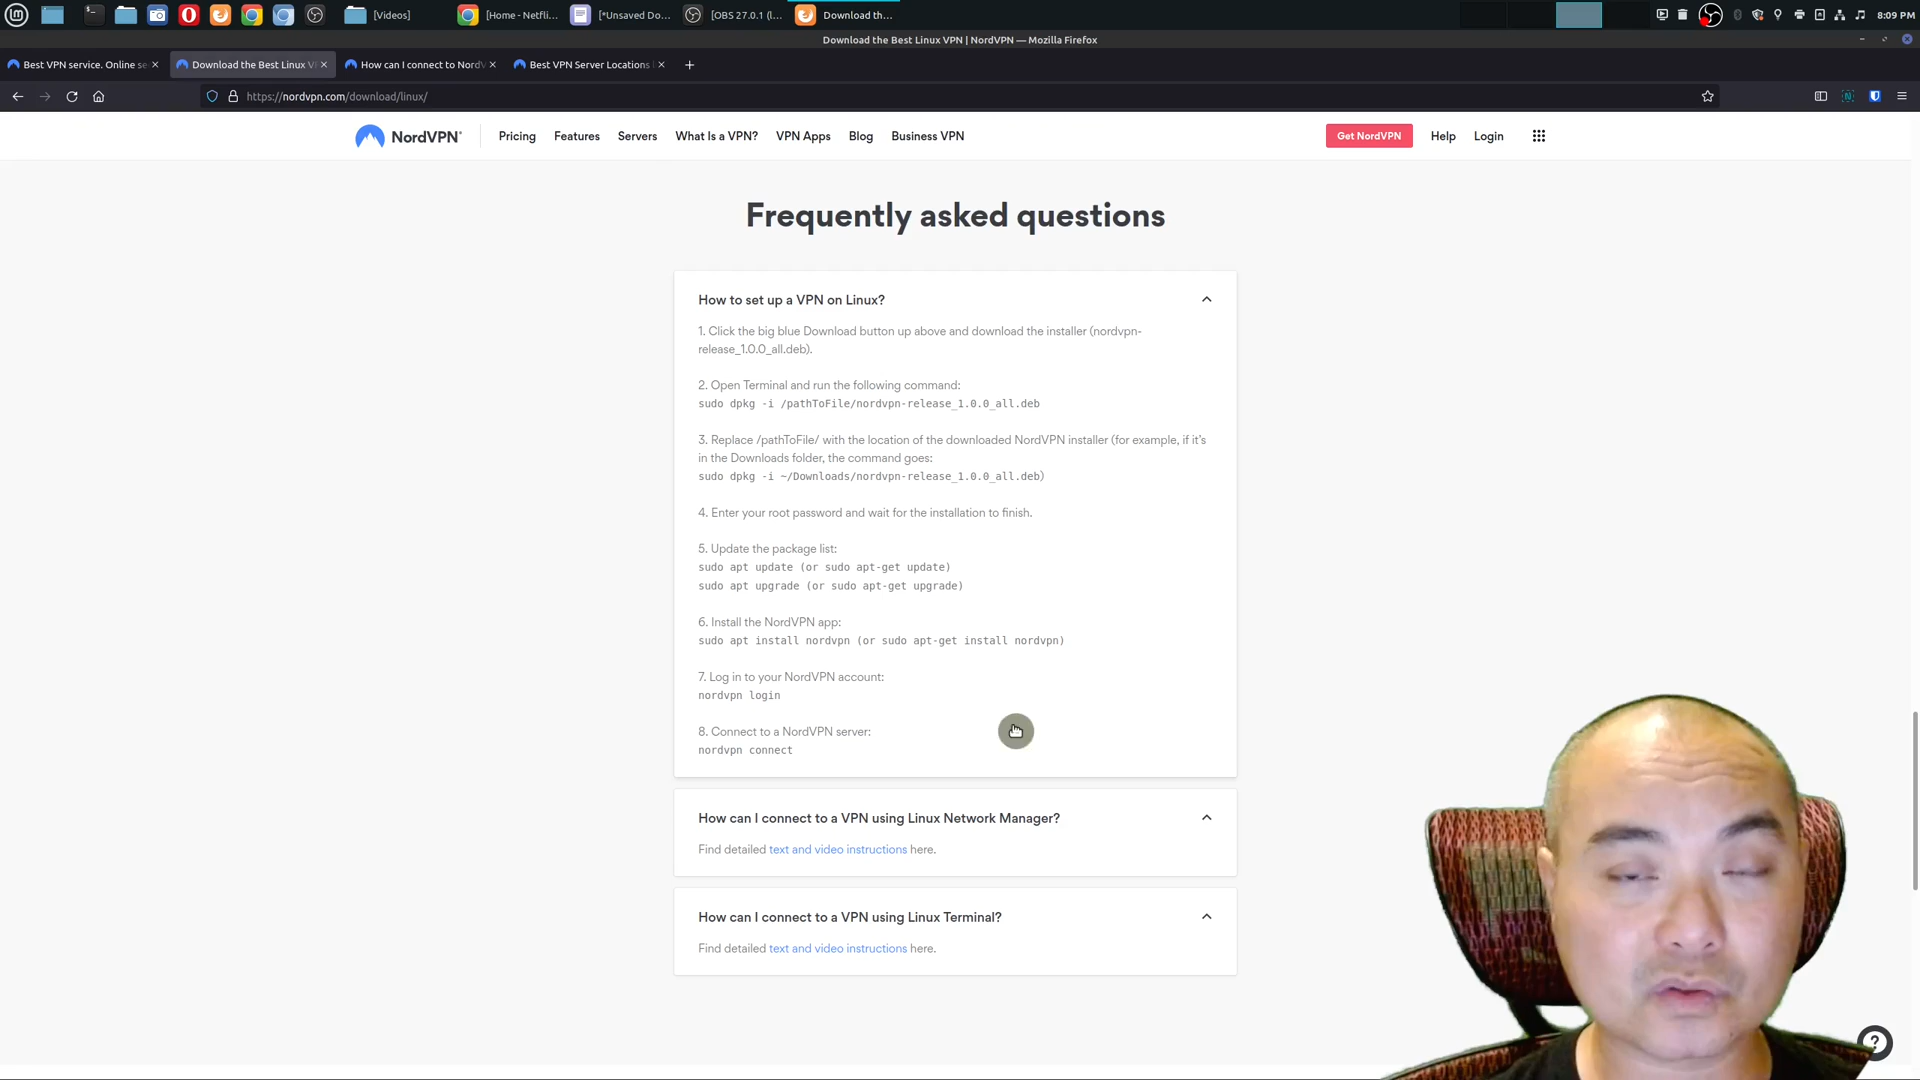 [Videos]
[Home - Netfli...
[*Unsaved Do...
[OBS 27.0.1 (l...
Download th...
8:09 PM
Download the Best Linux VPN | NordVPN — Mozilla Firefox
Best VPN service. Online se
Download the Best Linux V
How can I connect to Nord
Best VPN Server Locations
https://nordvpn.com/download/linux/
NordVPN®
Pricing
Features
Servers
What Is a VPN?
VPN Apps
Blog
Business VPN
Get NordVPN
Help
Login
Frequently asked questions
How to set up a VPN on Linux?
1. Click the big blue Download button up above and download the installer (nordvpn-
release_1.0.0_all.deb).
2. Open Terminal and run the following command:
sudo dpkg -i /pathToFile/nordvpn-release_1.0.0_all.deb
3. Replace /pathToFile/ with the location of the downloaded NordVPN installer (for example, if it's
in the Downloads folder, the command goes:
sudo dpkg -i ~/Downloads/nordvpn-release_1.0.0_all.deb)
4. Enter your root password and wait for the installation to finish.
5. Update the package list:
sudo apt update (or sudo apt-get update)
sudo apt upgrade (or sudo apt-get upgrade)
6. Install the NordVPN app:
sudo apt install nordvpn (or sudo apt-get install nordvpn)
7. Log in to your NordVPN account:
nordvpn login
8. Connect to a NordVPN server:
nordvpn connect
How can I connect to a VPN using Linux Network Manager?
Find detailed text and video instructions here.
How can I connect to a VPN using Linux Terminal?
Find detailed text and video instructions here.
?